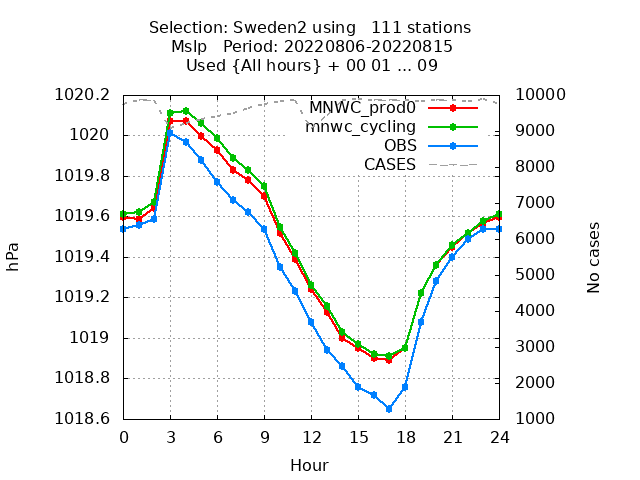 Selection: Sweden2 using   111 stations
Mslp   Period: 20220806-20220815
Used {All hours} + 00 01 ... 09
1020.2
1020
1019.8
1019.6
1019.4
1019.2
1019
1018.8
1018.6
hPa
MNWC_prod0
mnwc_cycling
OBS
CASES
10000
9000
8000
7000
6000
5000
4000
3000
2000
1000
No cases
0 3 6 9 12 15 18 21 24
Hour